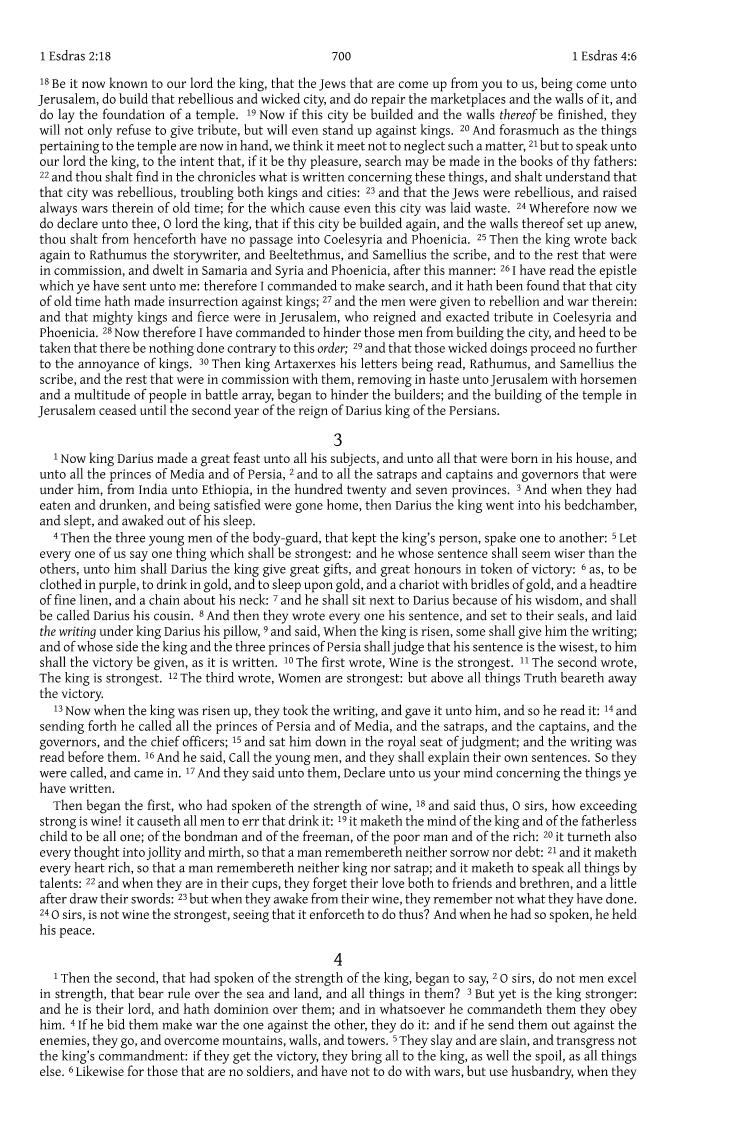 1 Esdras 2:18 700 1 Esdras 4:6
18 Be it now known to our lord the king, that the Jews that are come up from you to us, being come unto
Jerusalem, do build that rebellious and wicked city, and do repair the marketplaces and the walls of it, and
do lay the foundation of a temple. 19 Now if this city be builded and the walls thereof be finished, they
will not only refuse to give tribute, but will even stand up against kings. 20 And forasmuch as the things
pertaining to the temple are now in hand, we think it meet not to neglect such a matter, 21 but to speak unto
our lord the king, to the intent that, if it be thy pleasure, search may be made in the books of thy fathers:
22 and thou shalt find in the chronicles what is written concerning these things, and shalt understand that
that city was rebellious, troubling both kings and cities: 23 and that the Jews were rebellious, and raised
always wars therein of old time; for the which cause even this city was laid waste. 24 Wherefore now we
do declare unto thee, O lord the king, that if this city be builded again, and the walls thereof set up anew,
thou shalt from henceforth have no passage into Coelesyria and Phoenicia. 25 Then the king wrote back
again to Rathumus the storywriter, and Beeltethmus, and Samellius the scribe, and to the rest that were
in commission, and dwelt in Samaria and Syria and Phoenicia, after this manner: 26 I have read the epistle
which ye have sent unto me: therefore I commanded to make search, and it hath been found that that city
of old time hath made insurrection against kings; 27 and the men were given to rebellion and war therein:
and that mighty kings and fierce were in Jerusalem, who reigned and exacted tribute in Coelesyria and
Phoenicia. 28 Now therefore I have commanded to hinder those men from building the city, and heed to be
taken that there be nothing done contrary to this order; 29 and that those wicked doings proceed no further
to the annoyance of kings. 30 Then king Artaxerxes his letters being read, Rathumus, and Samellius the
scribe, and the rest that were in commission with them, removing in haste unto Jerusalem with horsemen
and a multitude of people in battle array, began to hinder the builders; and the building of the temple in
Jerusalem ceased until the second year of the reign of Darius king of the Persians.
3
1 Now king Darius made a great feast unto all his subjects, and unto all that were born in his house, and
unto all the princes of Media and of Persia, 2 and to all the satraps and captains and governors that were
under him, from India unto Ethiopia, in the hundred twenty and seven provinces. 3 And when they had
eaten and drunken, and being satisfied were gone home, then Darius the king went into his bedchamber,
and slept, and awaked out of his sleep.
4 Then the three young men of the body-guard, that kept the king's person, spake one to another: 5 Let
every one of us say one thing which shall be strongest: and he whose sentence shall seem wiser than the
others, unto him shall Darius the king give great gifts, and great honours in token of victory: 6 as, to be
clothed in purple, to drink in gold, and to sleep upon gold, and a chariot with bridles of gold, and a headtire
of fine linen, and a chain about his neck: 7 and he shall sit next to Darius because of his wisdom, and shall
be called Darius his cousin. 8 And then they wrote every one his sentence, and set to their seals, and laid
the writing under king Darius his pillow, 9 and said, When the king is risen, some shall give him the writing;
and of whose side the king and the three princes of Persia shall judge that his sentence is the wisest, to him
shall the victory be given, as it is written. 10 The first wrote, Wine is the strongest. 11 The second wrote,
The king is strongest. 12 The third wrote, Women are strongest: but above all things Truth beareth away
the victory.
13 Now when the king was risen up, they took the writing, and gave it unto him, and so he read it: 14 and
sending forth he called all the princes of Persia and of Media, and the satraps, and the captains, and the
governors, and the chief officers; 15 and sat him down in the royal seat of judgment; and the writing was
read before them. 16 And he said, Call the young men, and they shall explain their own sentences. So they
were called, and came in. 17 And they said unto them, Declare unto us your mind concerning the things ye
have written.
Then began the first, who had spoken of the strength of wine, 18 and said thus, O sirs, how exceeding
strong is wine! it causeth all men to err that drink it: 19 it maketh the mind of the king and of the fatherless
child to be all one; of the bondman and of the freeman, of the poor man and of the rich: 20 it turneth also
every thought into jollity and mirth, so that a man remembereth neither sorrow nor debt: 21 and it maketh
every heart rich, so that a man remembereth neither king nor satrap; and it maketh to speak all things by
talents: 22 and when they are in their cups, they forget their love both to friends and brethren, and a little
after draw their swords: 23 but when they awake from their wine, they remember not what they have done.
24 O sirs, is not wine the strongest, seeing that it enforceth to do thus? And when he had so spoken, he held
his peace.
4
1 Then the second, that had spoken of the strength of the king, began to say, 2 O sirs, do not men excel
in strength, that bear rule over the sea and land, and all things in them? 3 But yet is the king stronger:
and he is their lord, and hath dominion over them; and in whatsoever he commandeth them they obey
him. 4 If he bid them make war the one against the other, they do it: and if he send them out against the
enemies, they go, and overcome mountains, walls, and towers. 5 They slay and are slain, and transgress not
the king's commandment: if they get the victory, they bring all to the king, as well the spoil, as all things
else. 6 Likewise for those that are no soldiers, and have not to do with wars, but use husbandry, when they